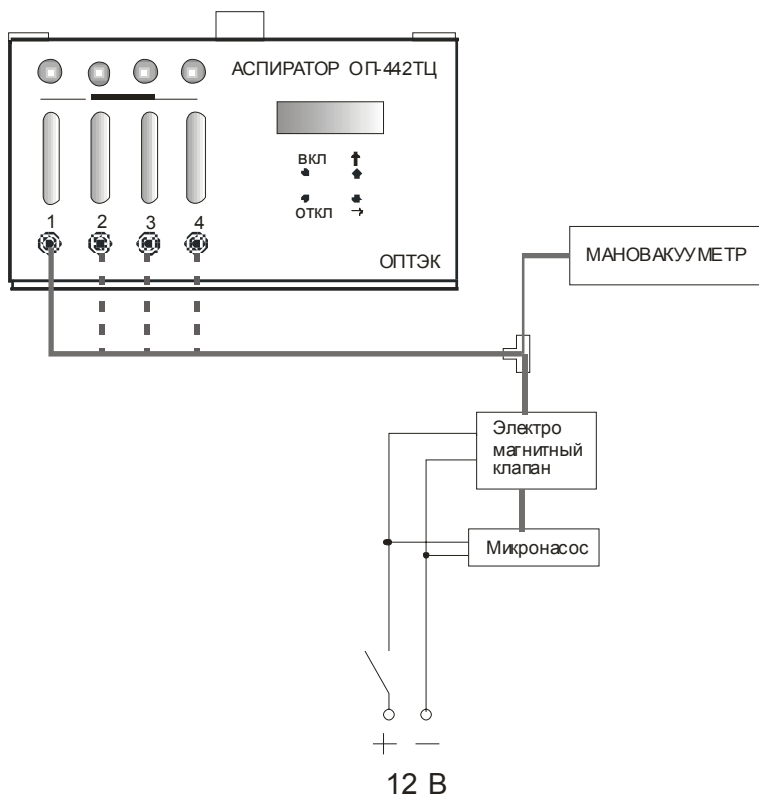 АСПИРАТОР ОП-442ТЦ
ВКЛ
ОТКЛ
1 2 3 4
ОПТЭК
МАНОВАКУУМЕТР
Электро
магнитный
клапан
Микронасос
+ —
12 В